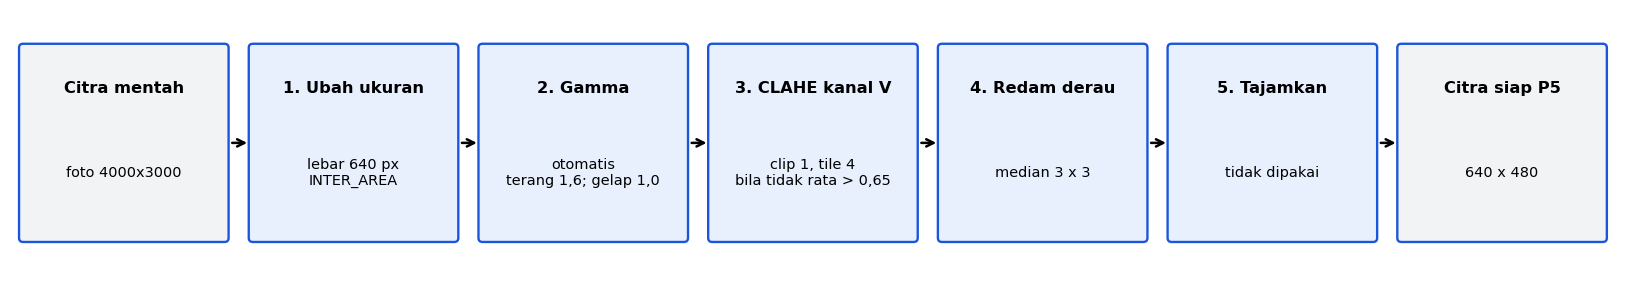 Citra mentah
foto 4000x3000
1. Ubah ukuran
lebar 640 px
INTER_AREA
2. Gamma
otomatis
terang 1,6; gelap 1,0
3. CLAHE kanal V
clip 1, tile 4
bila tidak rata > 0,65
4. Redam derau
median 3 x 3
5. Tajamkan
tidak dipakai
Citra siap P5
640 x 480